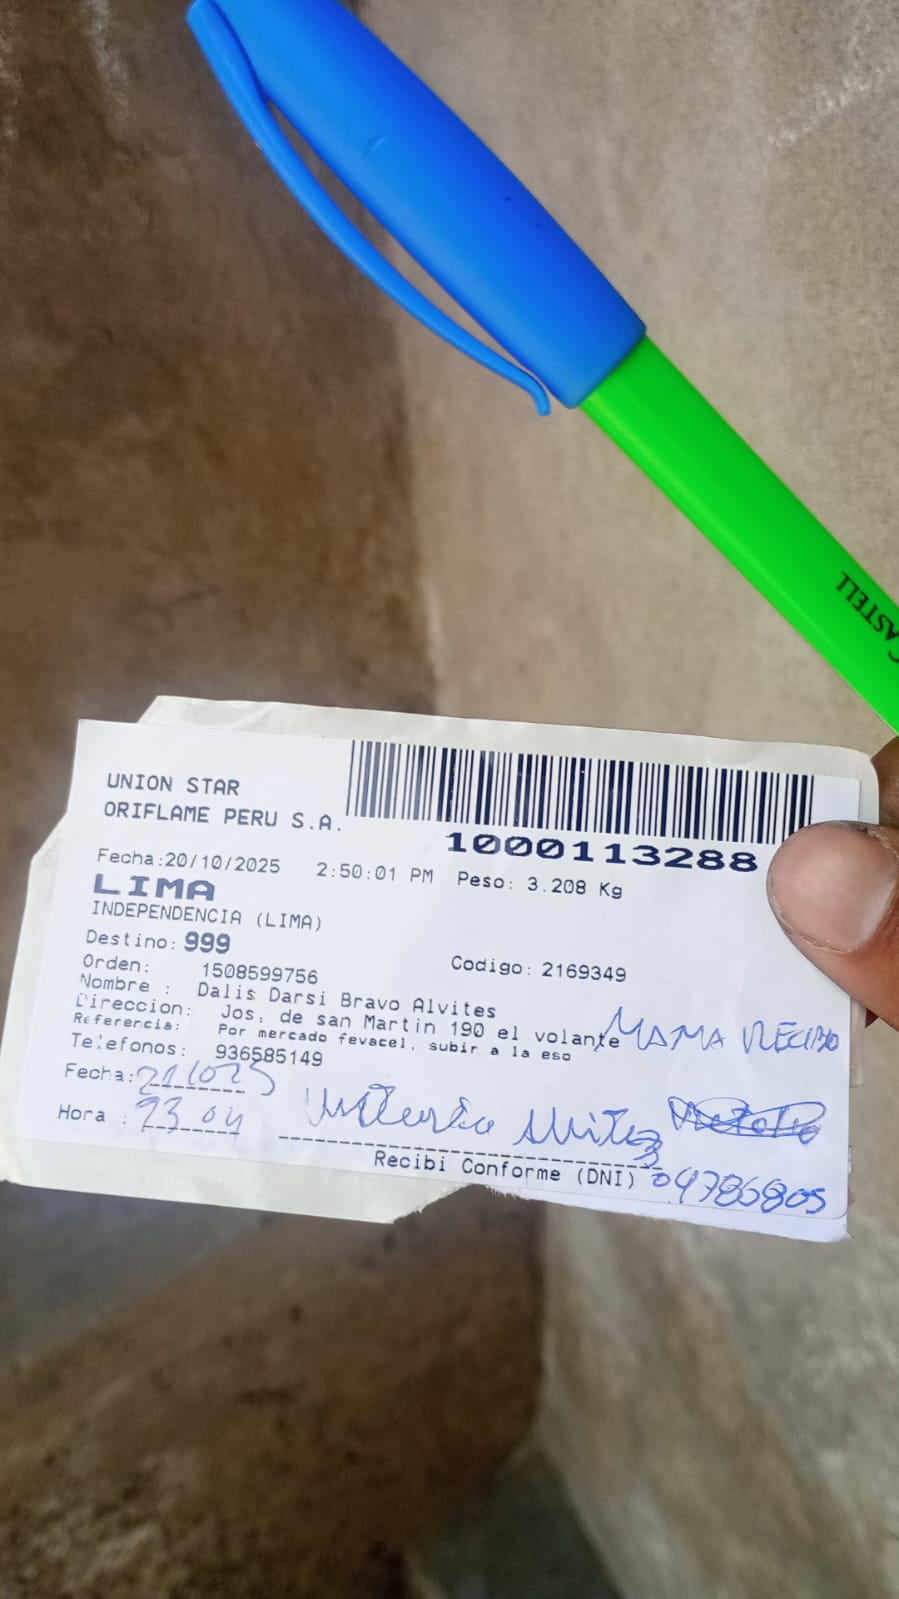 CASTELL
UNION STAR
ORIFLAME PERU S.A.
1000113288
Fecha:20/10/2025 2:50:01 PM Peso: 3.208 Kg
LIMA
INDEPENDENCIA (LIMA)
Destino: 999
Orden: 1508599756 Codigo: 2169349
Nombre : Dalis Darsi Bravo Alvites
Direccion: Jos, de san Martin 190 el volante
MAMA RECIBO
Referencia: Por mercado fevacel, subir a la eso
Telefonos: 936585149
Fecha: 211025
Hora :
Recibi Conforme (DNI)